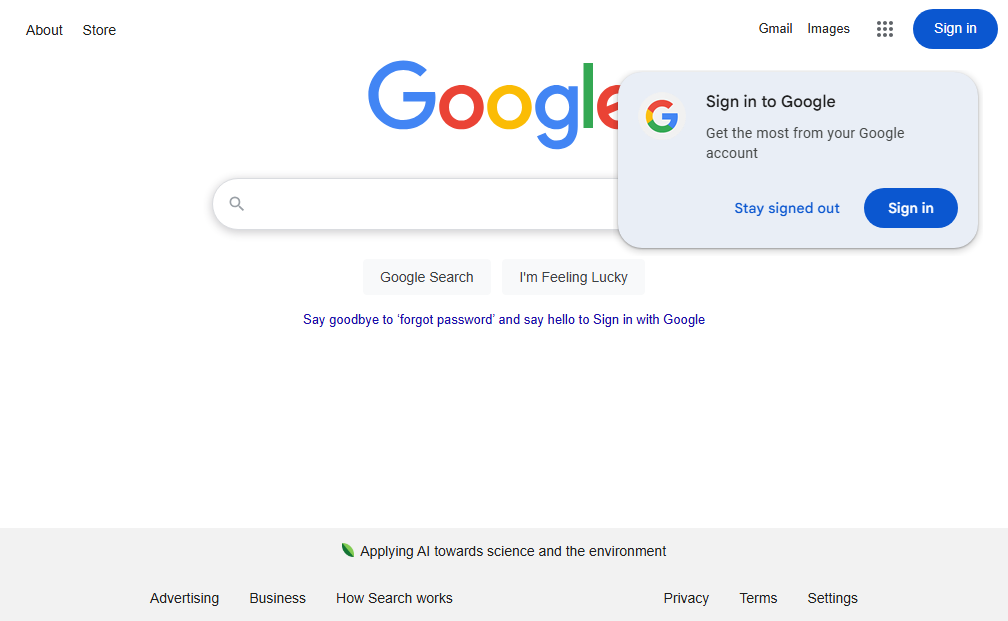 About Store Gmail Images Sign in
Google
Sign in to Google
Get the most from your Google
account
Stay signed out Sign in
Google Search I'm Feeling Lucky
Say goodbye to ‘forgot password’ and say hello to Sign in with Google
Applying AI towards science and the environment
Advertising Business How Search works Privacy Terms Settings